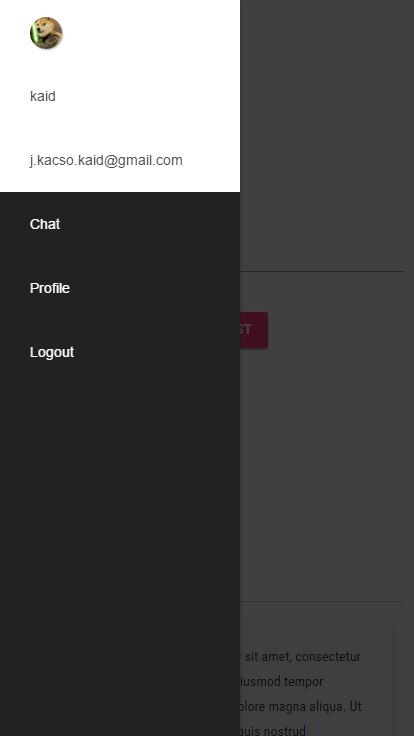 kaid
j.kacso.kaid@gmail.com
Chat
Profile
Logout
ST
sit amet, consectetur
iusmod tempor
olore magna aliqua. Ut
quis nostrud